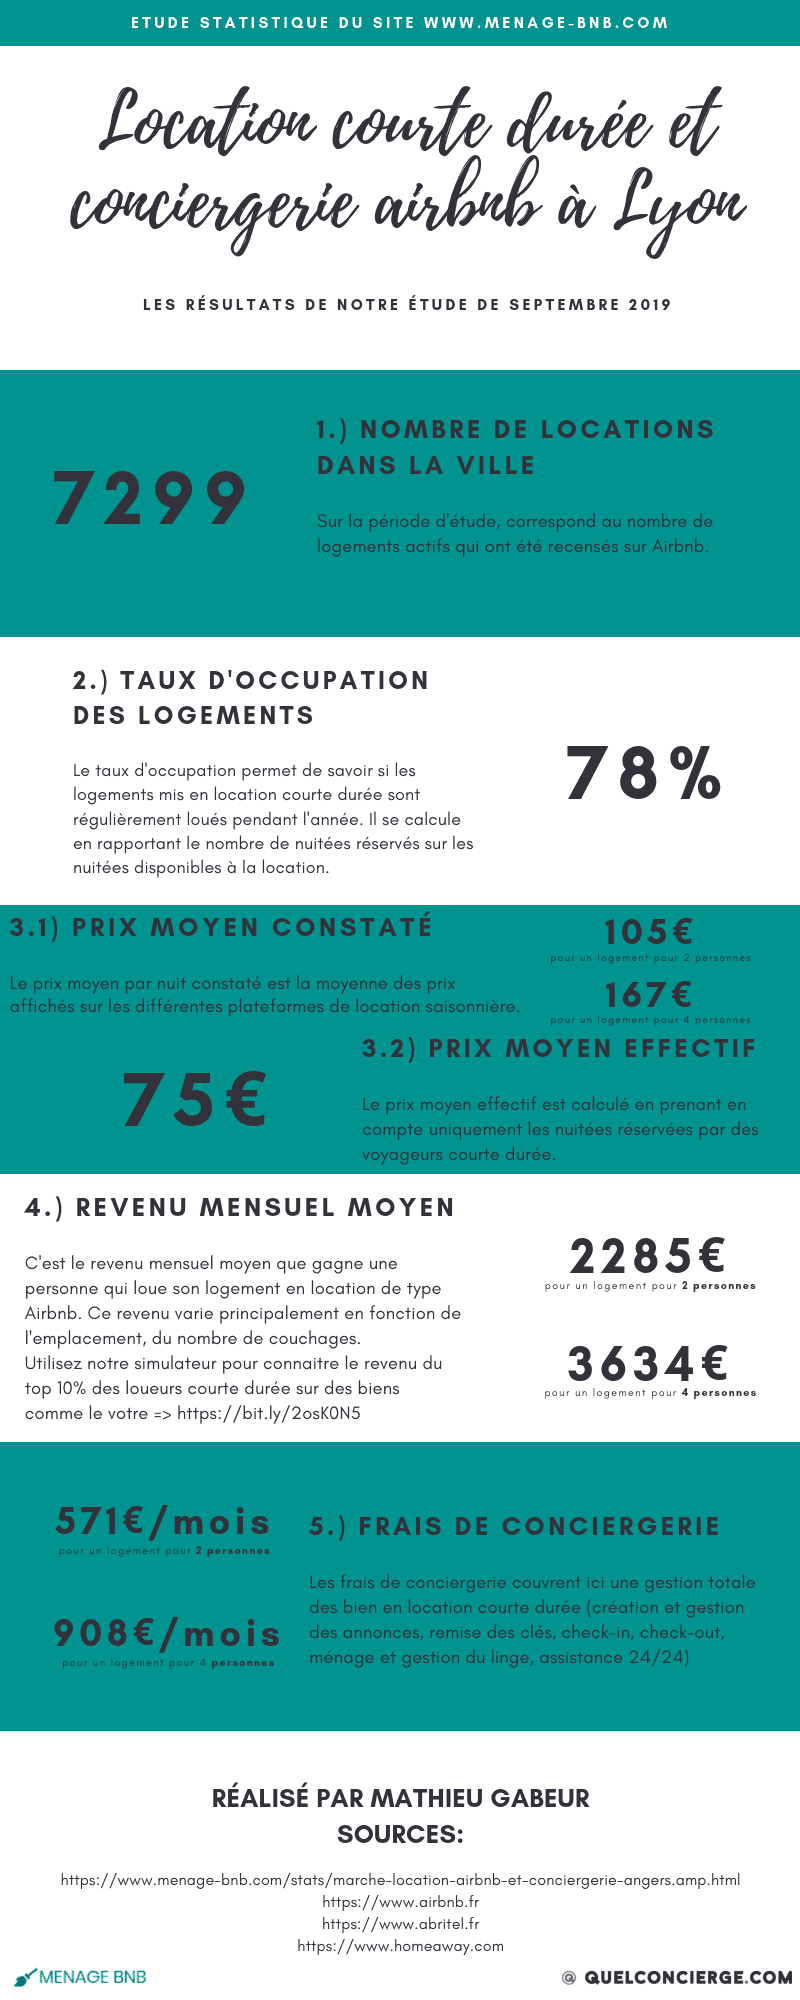 ETUDE STATISTIQUE DU SITE WWW.MENAGE-BNB.COM
Location courte durée et
conciergerie airbnb à Lyon
LES RÉSULTATS DE NOTRE ÉTUDE DE SEPTEMBRE 2019
7299
1.) NOMBRE DE LOCATIONS
DANS LA VILLE
Sur la période d'étude, correspond au nombre de
logements actifs qui ont été recensés sur Airbnb.
2.) TAUX D'OCCUPATION
DES LOGEMENTS
Le taux d'occupation permet de savoir si les
logements mis en location courte durée sont
régulièrement loués pendant l'année. Il se calcule
en rapportant le nombre de nuitées réservés sur les
nuitées disponibles à la location.
78%
3.1) PRIX MOYEN CONSTATÉ
Le prix moyen par nuit constaté est la moyenne des prix
affichés sur les différentes plateformes de location saisonnière.
105€
pour un logement pour 2 personnes
167€
pour un logement pour 4 personnes
75€
3.2) PRIX MOYEN EFFECTIF
Le prix moyen effectif est calculé en prenant en
compte uniquement les nuitées réservées par des
voyageurs courte durée.
4.) REVENU MENSUEL MOYEN
C'est le revenu mensuel moyen que gagne une
personne qui loue son logement en location de type
Airbnb. Ce revenu varie principalement en fonction de
l'emplacement, du nombre de couchages.
Utilisez notre simulateur pour connaitre le revenu du
top 10% des loueurs courte durée sur des biens
comme le votre => https://bit.ly/2osK0N5
2285€
pour un logement pour 2 personnes
3634€
pour un logement pour 4 personnes
571€/mois
pour un logement pour 2 personnes
908€/mois
pour un logement pour 4 personnes
5.) FRAIS DE CONCIERGERIE
Les frais de conciergerie couvrent ici une gestion totale
des bien en location courte durée (création et gestion
des annonces, remise des clés, check-in, check-out,
ménage et gestion du linge, assistance 24/24)
RÉALISÉ PAR MATHIEU GABEUR
SOURCES:
https://www.menage-bnb.com/stats/marche-location-airbnb-et-conciergerie-angers.amp.html
https://www.airbnb.fr
https://www.abritel.fr
https://www.homeaway.com
MENAGE BNB
@ QUELCONCIERGE.COM